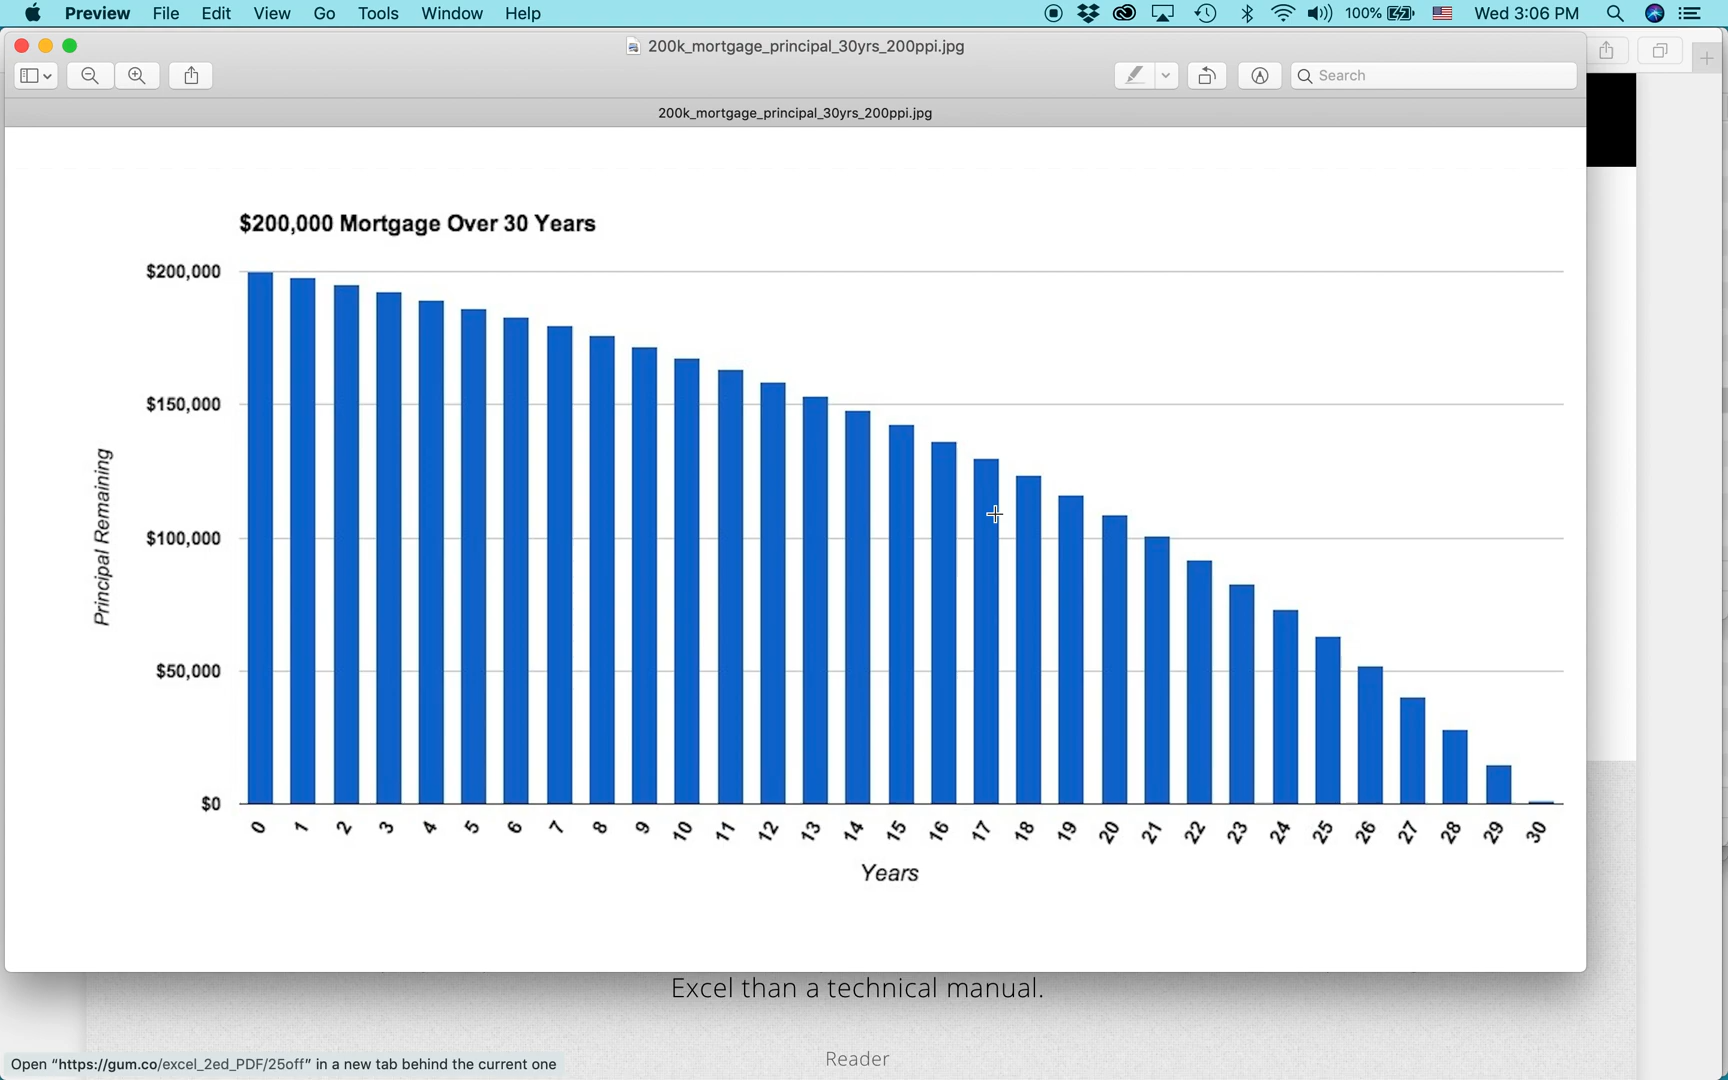 Preview File Edit View Go Tools Window Help 100% Wed 3:06 PM
200k_mortgage_principal_30yrs_200ppi.jpg
Search
200k_mortgage_principal_30yrs_200ppi.jpg
$200,000 Mortgage Over 30 Years
$200,000
$150,000
$100,000
$50,000
$0
Principal Remaining
0 1 2 3 4 5 6 7 8 9 10 11 12 13 14 15 16 17 18 19 20 21 22 23 24 25 26 27 28 29 30
Years
Excel than a technical manual.
Reader
Open “https://gum.co/excel_2ed_PDF/25off” in a new tab behind the current one